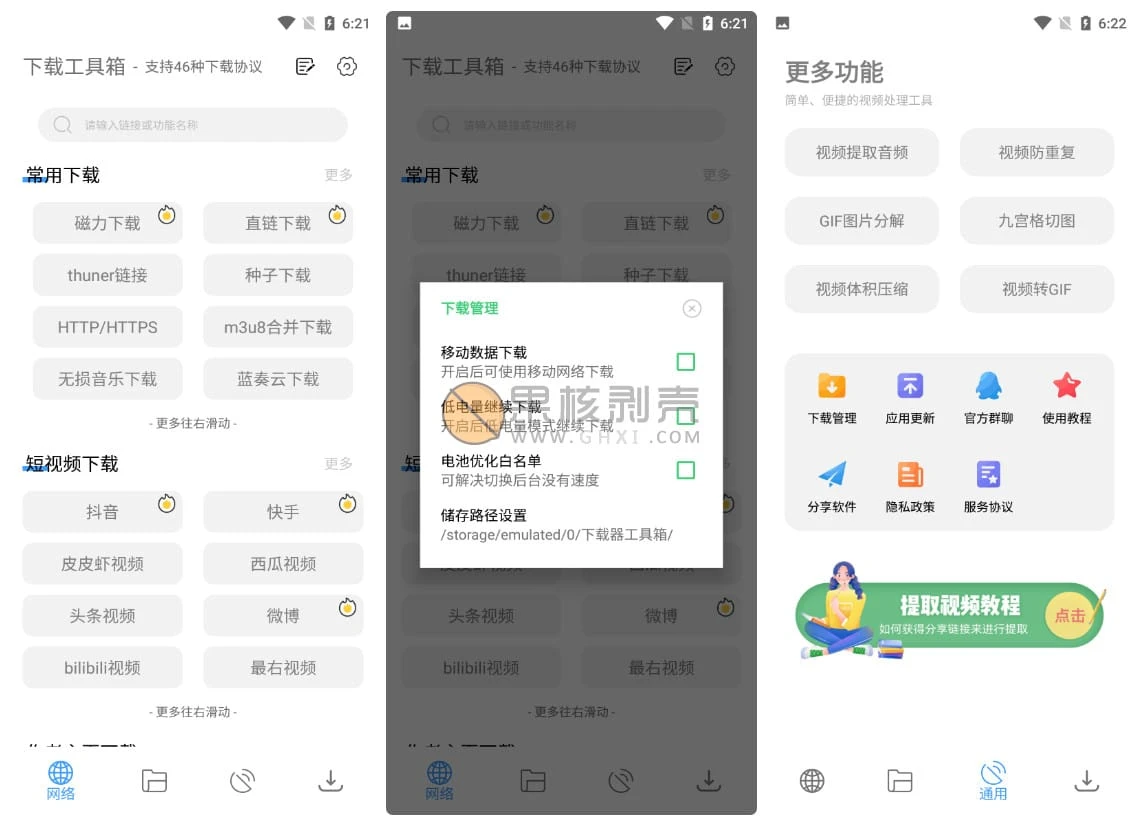 6:21
下载工具箱 - 支持46种下载协议
请输入链接或功能名称
常用下载 更多
磁力下载 直链下载
thuner链接 种子下载
HTTP/HTTPS m3u8合并下载
无损音乐下载 蓝奏云下载
- 更多往右滑动 -
短视频下载 更多
抖音 快手
皮皮虾视频 西瓜视频
头条视频 微博
bilibili视频 最右视频
- 更多往右滑动 -
网络
6:21
下载工具箱 - 支持46种下载协议
请输入链接或功能名称
常用下载 更多
磁力下载 直链下载
thuner链接 种子下载
下载管理
移动数据下载
开启后可使用移动网络下载
低电量继续下载
开启后低电量模式继续下载
果核剥壳
WWW.GHXI.COM
电池优化白名单
可解决切换后台没有速度
储存路径设置
/storage/emulated/0/下载器工具箱/
头条视频 微博
bilibili视频 最右视频
- 更多往右滑动 -
网络
6:22
更多功能
简单、便捷的视频处理工具
视频提取音频 视频防重复
GIF图片分解 九宫格切图
视频体积压缩 视频转GIF
下载管理 应用更新 官方群聊 使用教程
分享软件 隐私政策 服务协议
提取视频教程
如何获得分享链接来进行提取
点击
通用